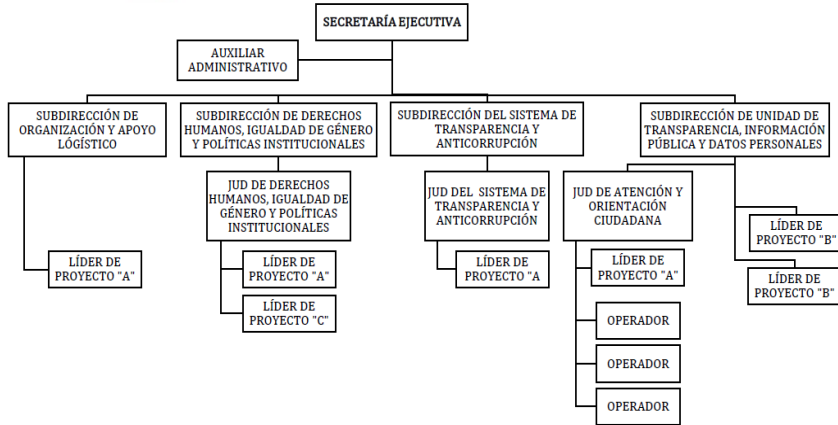 SECRETARÍA EJECUTIVA
AUXILIAR
ADMINISTRATIVO
SUBDIRECCIÓN DE
ORGANIZACIÓN Y APOYO
LÓGÍSTICO
SUBDIRECCIÓN DE DERECHOS
HUMANOS, IGUALDAD DE GÉNERO
Y POLÍTICAS INSTITUCIONALES
SUBDIRECCIÓN DEL SISTEMA DE
TRANSPARENCIA Y
ANTICORRUPCIÓN
SUBDIRECCIÓN DE UNIDAD DE
TRANSPARENCIA, INFORMACIÓN
PÚBLICA Y DATOS PERSONALES
JUD DE DERECHOS
HUMANOS, IGUALDAD DE
GÉNERO Y POLÍTICAS
INSTITUCIONALES
JUD DEL SISTEMA DE
TRANSPARENCIA Y
ANTICORRUPCIÓN
JUD DE ATENCIÓN Y
ORIENTACIÓN
CIUDADANA
LÍDER DE
PROYECTO "B"
LÍDER DE
PROYECTO "A"
LÍDER DE
PROYECTO "A"
LÍDER DE
PROYECTO "A
LÍDER DE
PROYECTO "A"
LÍDER DE
PROYECTO "B"
LÍDER DE
PROYECTO "C"
OPERADOR
OPERADOR
OPERADOR